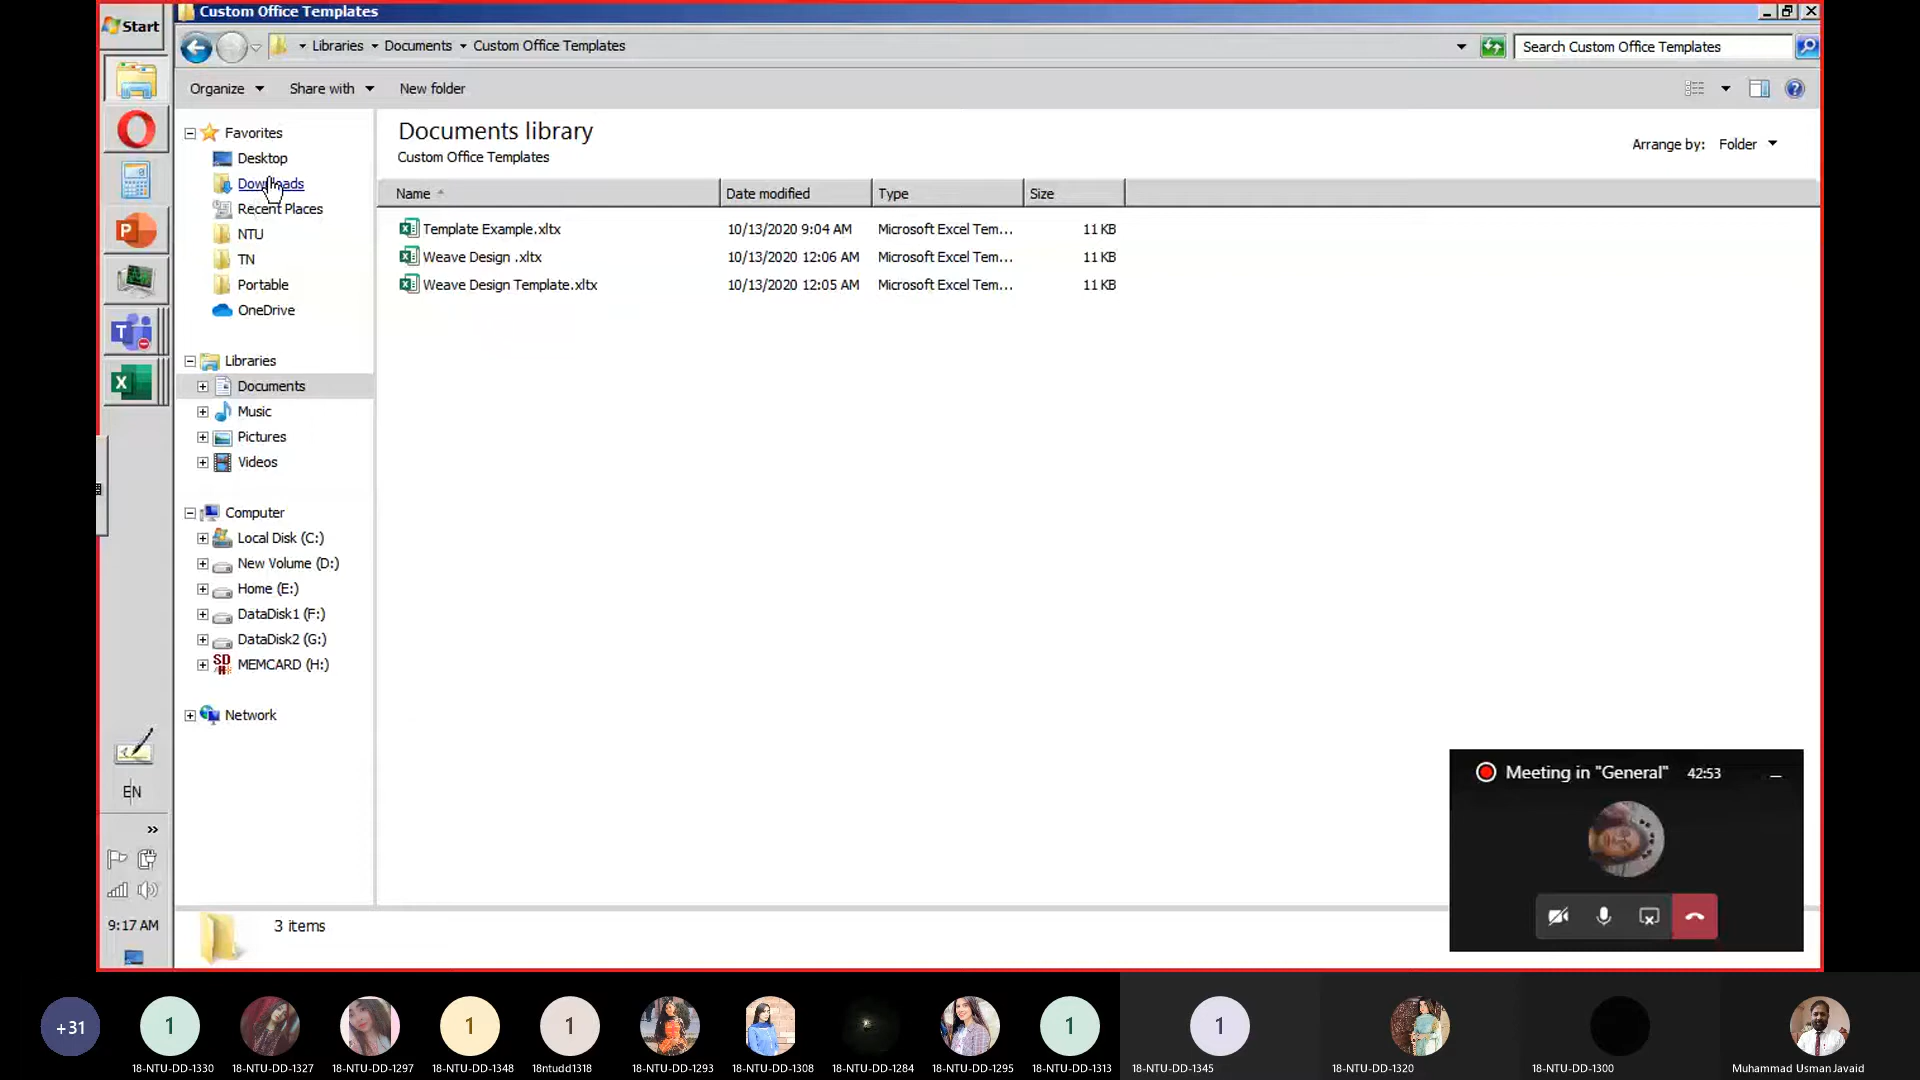 Start
Custom Office Templates
Libraries Documents Custom Office Templates
Search Custom Office Templates
Organize Share with New folder
Favorites
Desktop
Downloads
Recent Places
NTU
TN
Portable
OneDrive
Libraries
Documents
Music
Pictures
Videos
Computer
Local Disk (C:)
New Volume (D:)
Home (E:)
DataDisk1 (F:)
DataDisk2 (G:)
MEMCARD (H:)
Network
Documents library
Custom Office Templates
Arrange by: Folder
Name Date modified Type Size
Template Example.xltx 10/13/2020 9:04 AM Microsoft Excel Tem... 11 KB
Weave Design .xltx 10/13/2020 12:06 AM Microsoft Excel Tem... 11 KB
Weave Design Template.xltx 10/13/2020 12:05 AM Microsoft Excel Tem... 11 KB
EN
9:17 AM
3 items
Meeting in "General" 42:53
+31 1 1 1 1 1
18-NTU-DD-1330 18-NTU-DD-1327 18-NTU-DD-1297 18-NTU-DD-1348 18ntudd1318 18-NTU-DD-1293 18-NTU-DD-1308 18-NTU-DD-1284 18-NTU-DD-1295 18-NTU-DD-1313 18-NTU-DD-1345 18-NTU-DD-1320 18-NTU-DD-1300 Muhammad Usman Javaid